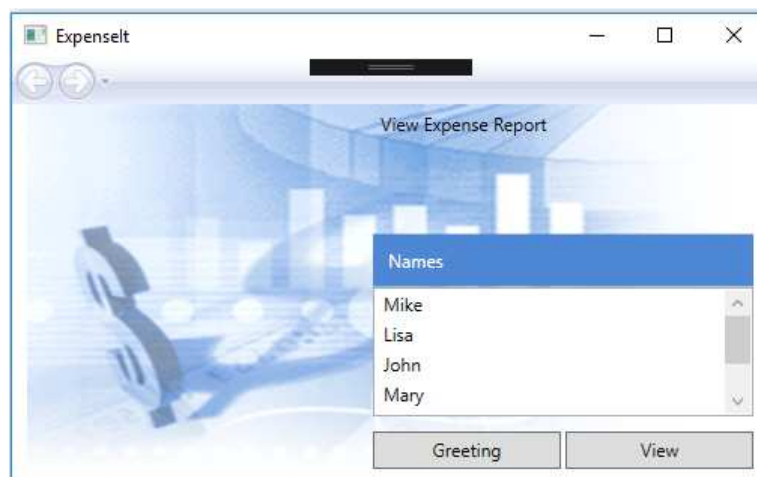 ExpenseIt
View Expense Report
Names
Mike
Lisa
John
Mary
Greeting View